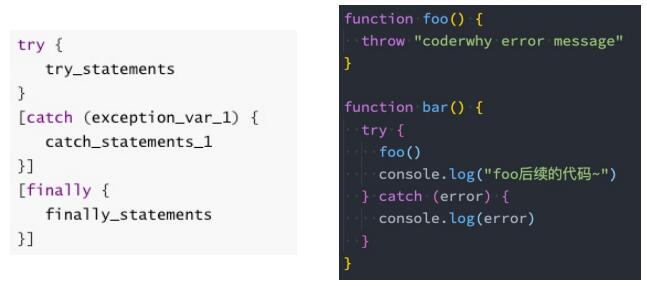 try {
   try_statements
}
[catch (exception_var_1) {
   catch_statements_1
}]
[finally {
   finally_statements
}]
function foo() {
  throw "coderwhy error message"
}

function bar() {
  try {
    foo()
    console.log("foo后续的代码~")
  } catch (error) {
    console.log(error)
  }
}